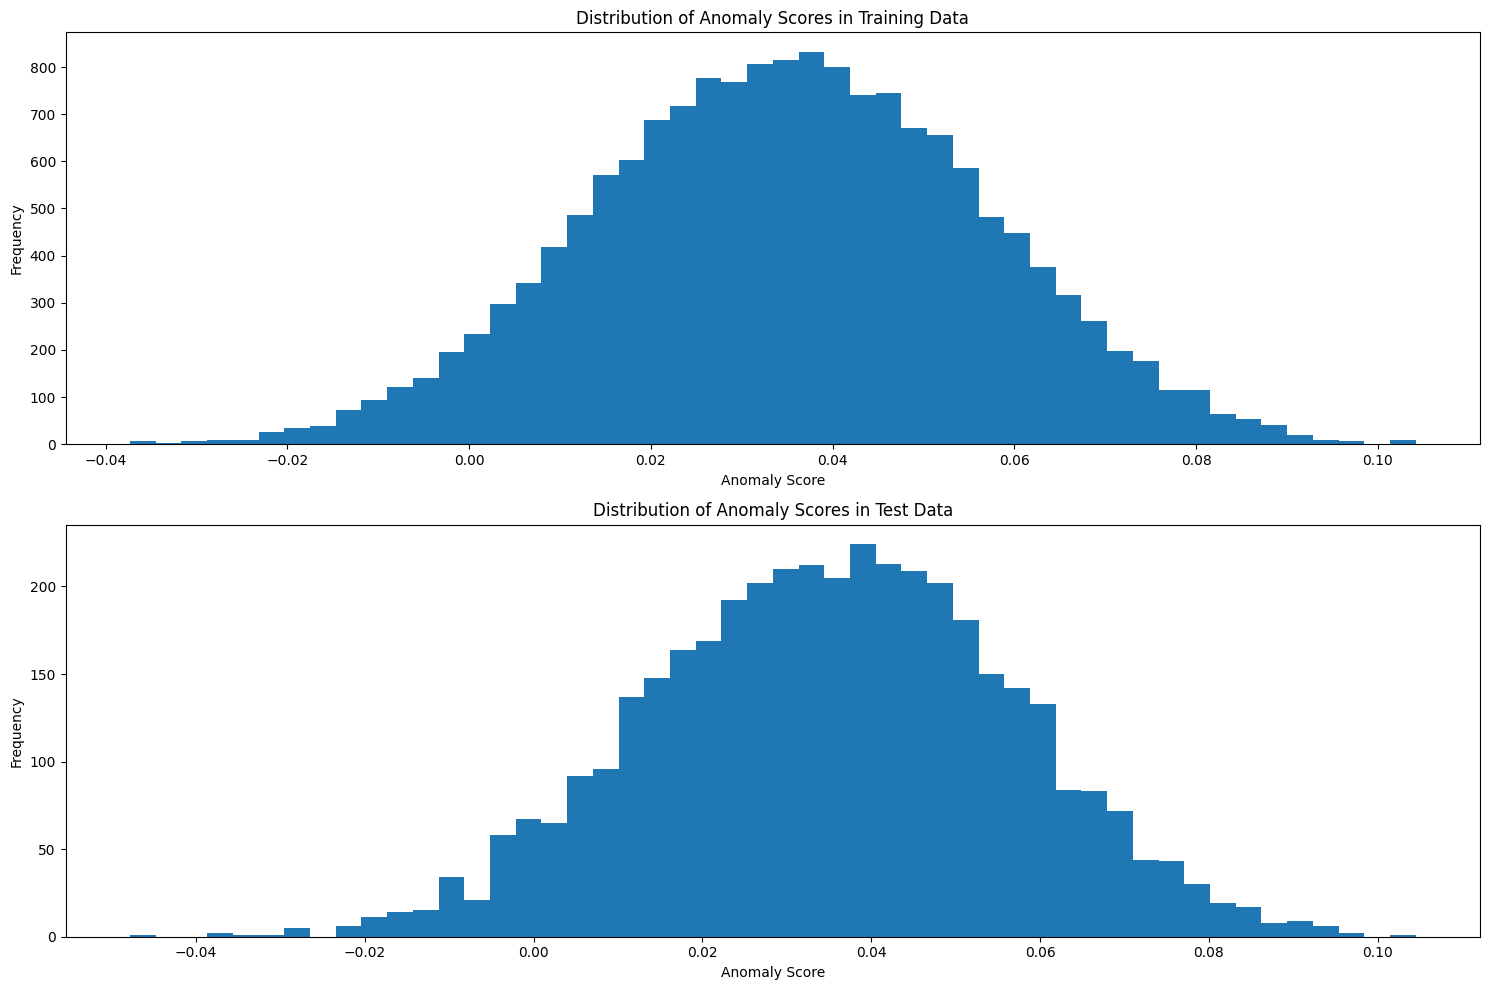 Distribution of Anomaly Scores in Training Data
Frequency
800
700
600
500
400
300
200
100
0
−0.04 −0.02 0.00 0.02 0.04 0.06 0.08 0.10
Anomaly Score
Distribution of Anomaly Scores in Test Data
Frequency
200
150
100
50
0
−0.04 −0.02 0.00 0.02 0.04 0.06 0.08 0.10
Anomaly Score